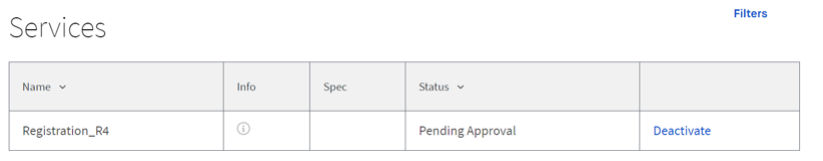 Filters
Services
Name Info Spec Status
Registration_R4 Pending Approval Deactivate